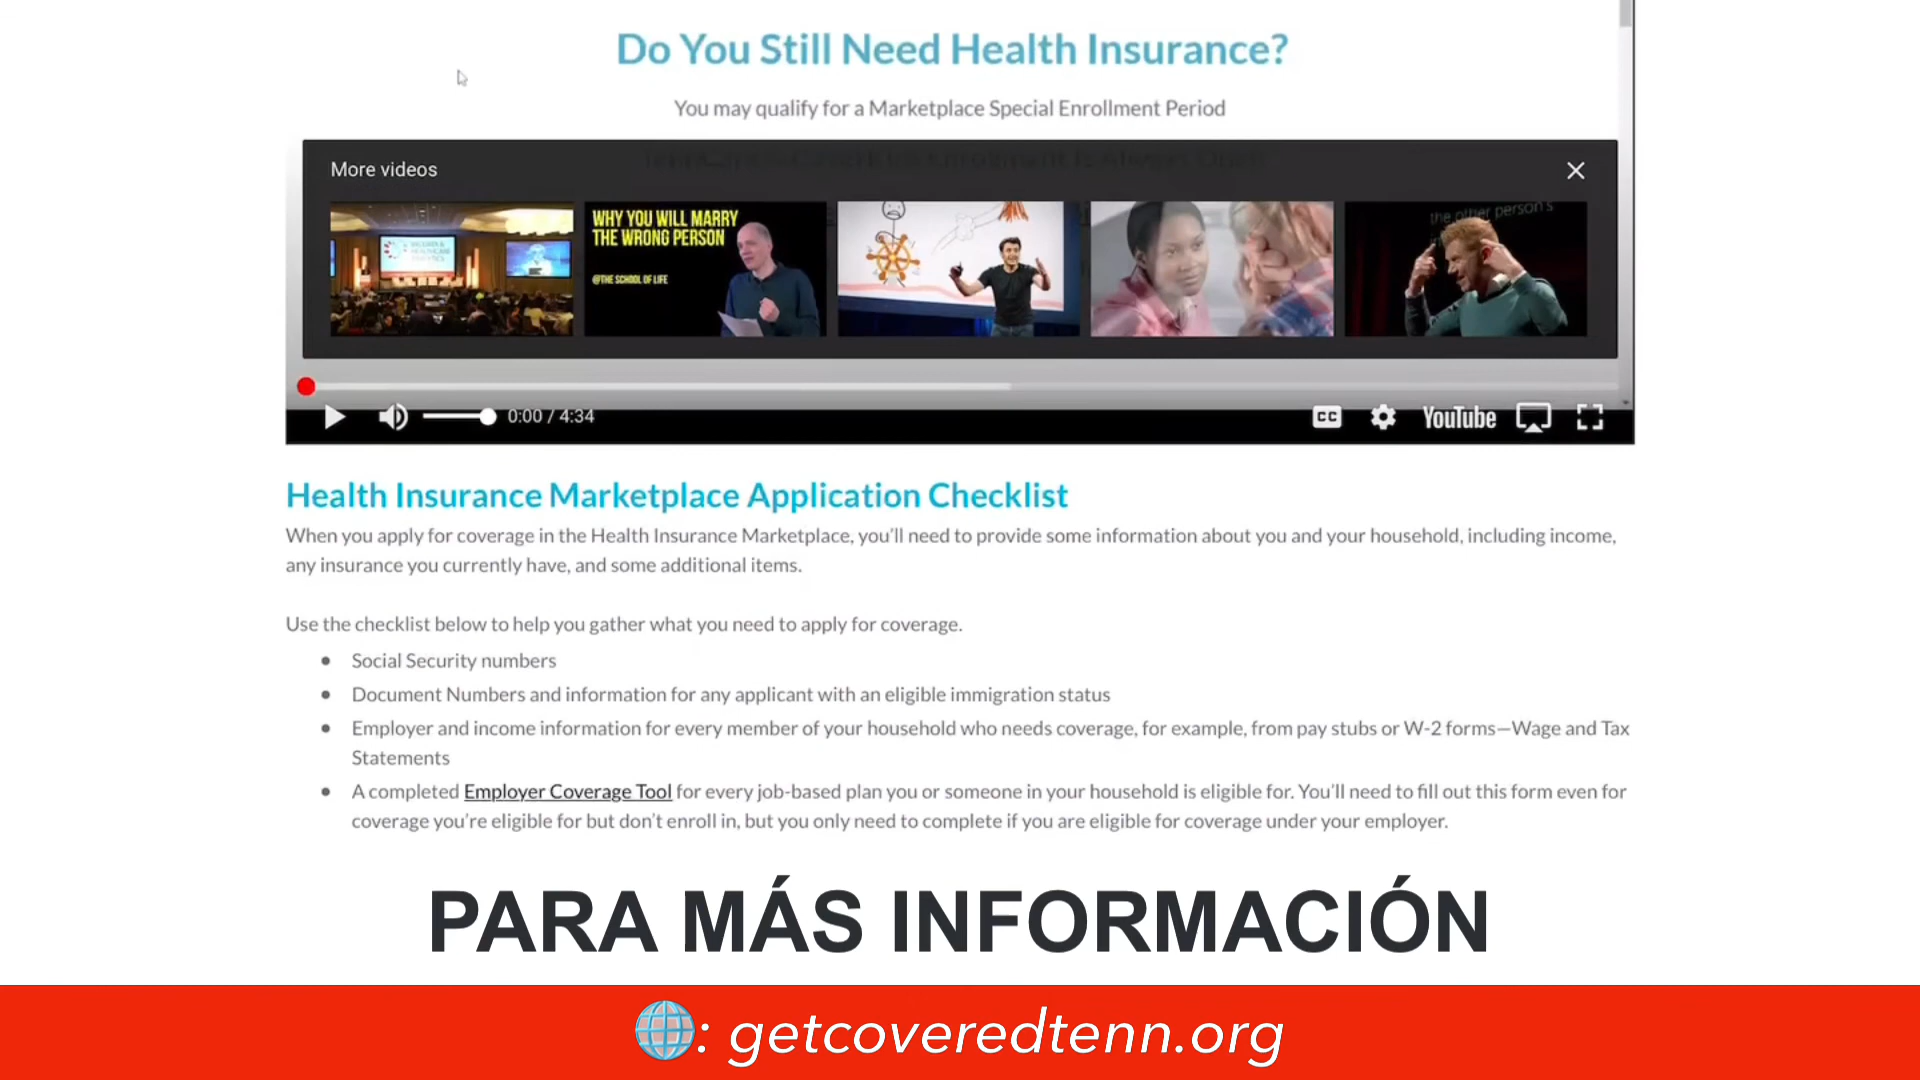 Do You Still Need Health Insurance?
You may qualify for a Marketplace Special Enrollment Period
More videos
WHY YOU WILL MARRY
THE WRONG PERSON
@THE SCHOOL OF LIFE
the other person's
0:00 / 4:34
CC
YouTube
Health Insurance Marketplace Application Checklist
When you apply for coverage in the Health Insurance Marketplace, you'll need to provide some information about you and your household, including income,
any insurance you currently have, and some additional items.
Use the checklist below to help you gather what you need to apply for coverage.
• Social Security numbers
• Document Numbers and information for any applicant with an eligible immigration status
• Employer and income information for every member of your household who needs coverage, for example, from pay stubs or W-2 forms—Wage and Tax
Statements
• A completed Employer Coverage Tool for every job-based plan you or someone in your household is eligible for. You'll need to fill out this form even for
coverage you're eligible for but don't enroll in, but you only need to complete if you are eligible for coverage under your employer.
PARA MÁS INFORMACIÓN
: getcoveredtenn.org